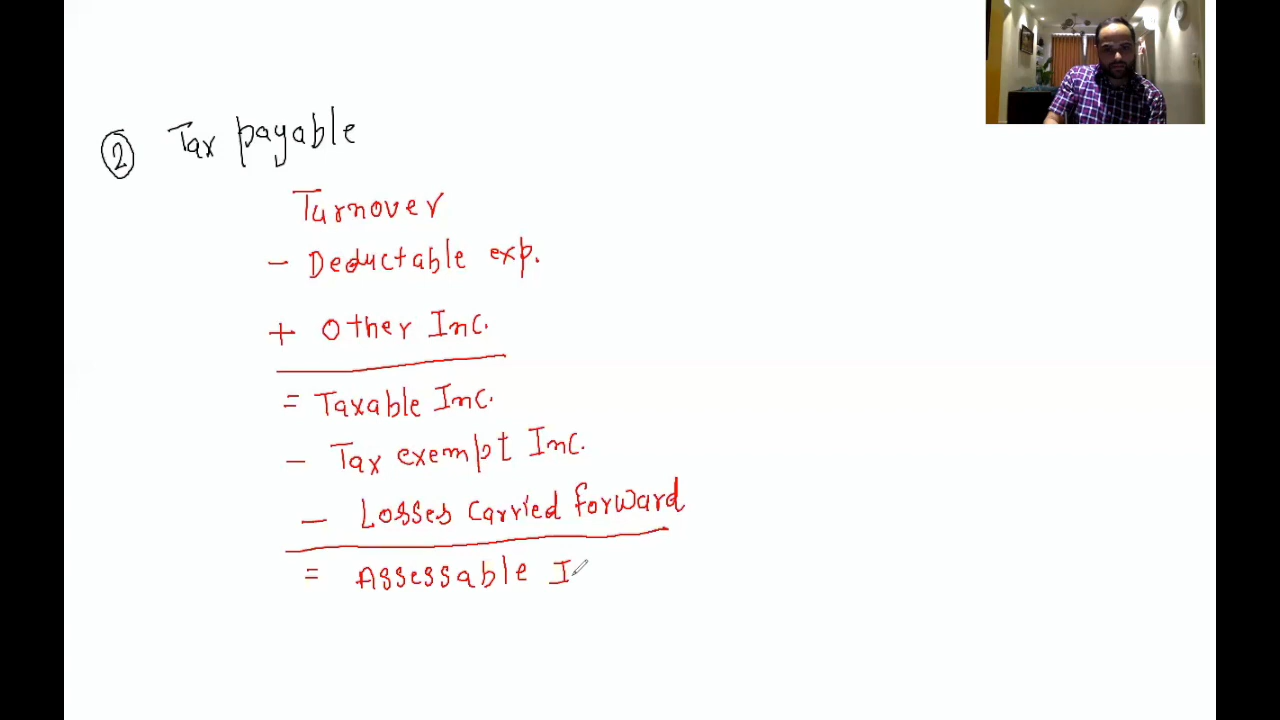 ② Tax payable
Turnover
- Deductable exp.
+ Other Inc.
= Taxable Inc.
- Tax exempt Inc.
- Losses Carried forward
= Assessable I